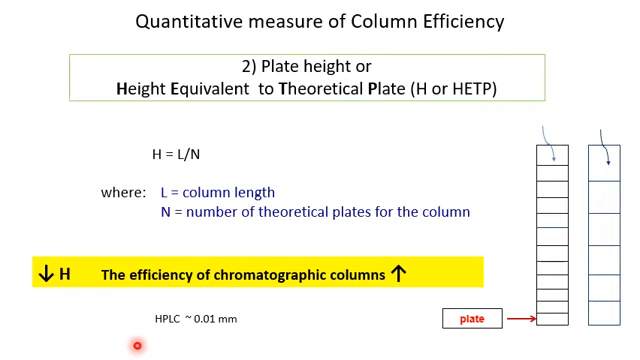 Quantitative measure of Column Efficiency
2) Plate height or
Height Equivalent to Theoretical Plate (H or HETP)
H = L/N
where: L = column length
N = number of theoretical plates for the column
↓ H The efficiency of chromatographic columns ↑
HPLC ~ 0.01 mm
plate